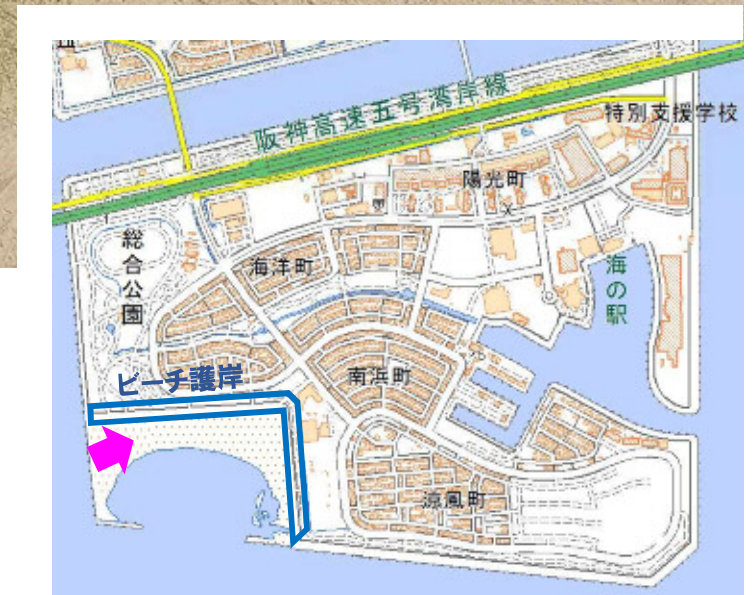 阪神高速五号湾岸線
特別支援学校
陽光町
総合公園
海洋町
海の駅
ビーチ護岸
南浜町
涼風町